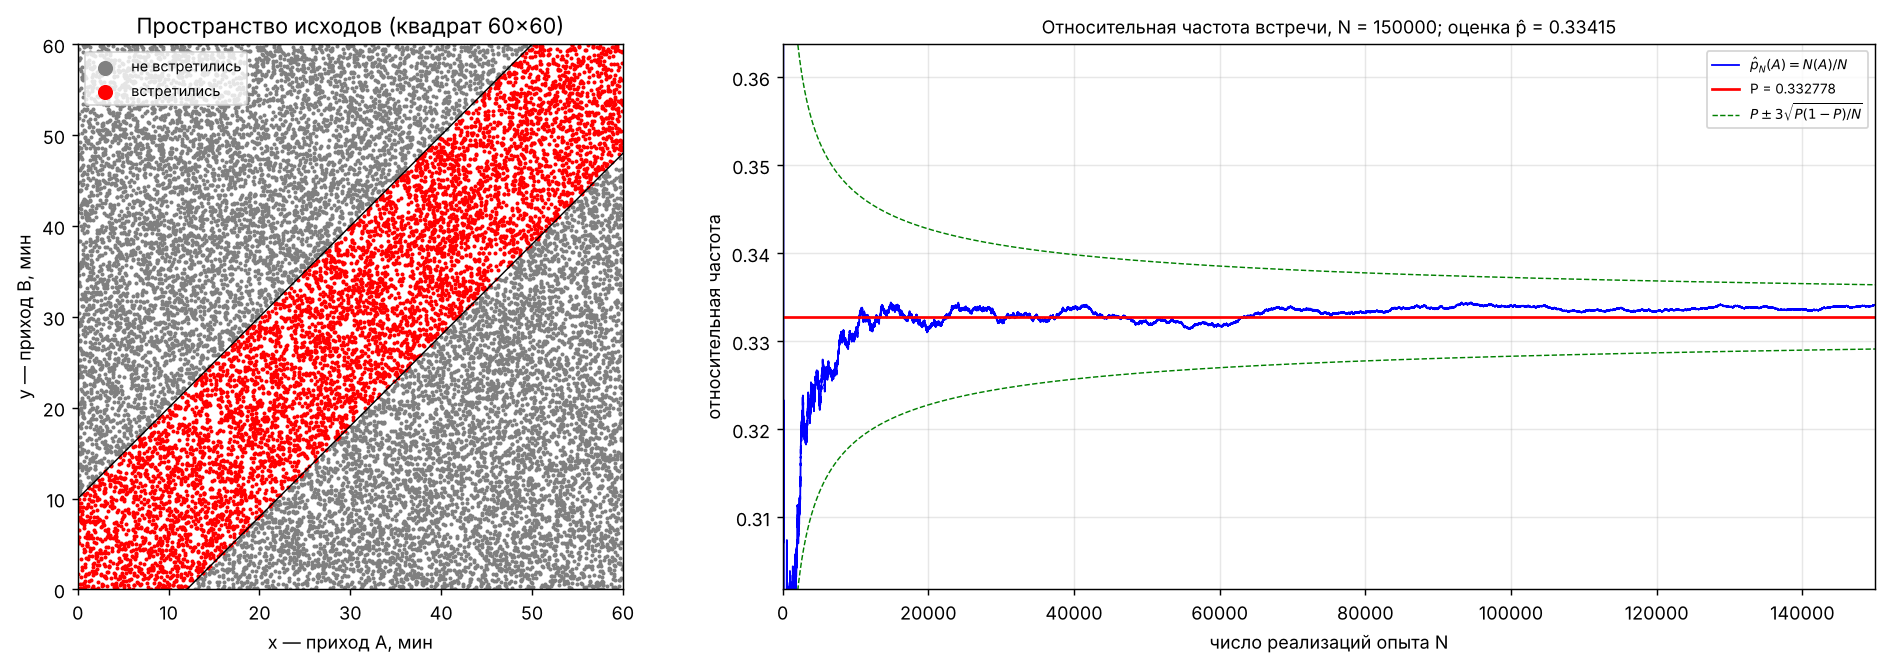 Пространство исходов (квадрат 60×60)
не встретились
встретились
60
50
40
30
20
10
0
0 10 20 30 40 50 60
y — приход B, мин
x — приход A, мин
Относительная частота встречи, N = 150000; оценка p̂ = 0.33415
p̂_N(A) = N(A)/N
P = 0.332778
P ± 3√P(1 − P)/N
0.36
0.35
0.34
0.33
0.32
0.31
0 20000 40000 60000 80000 100000 120000 140000
относительная частота
число реализаций опыта N